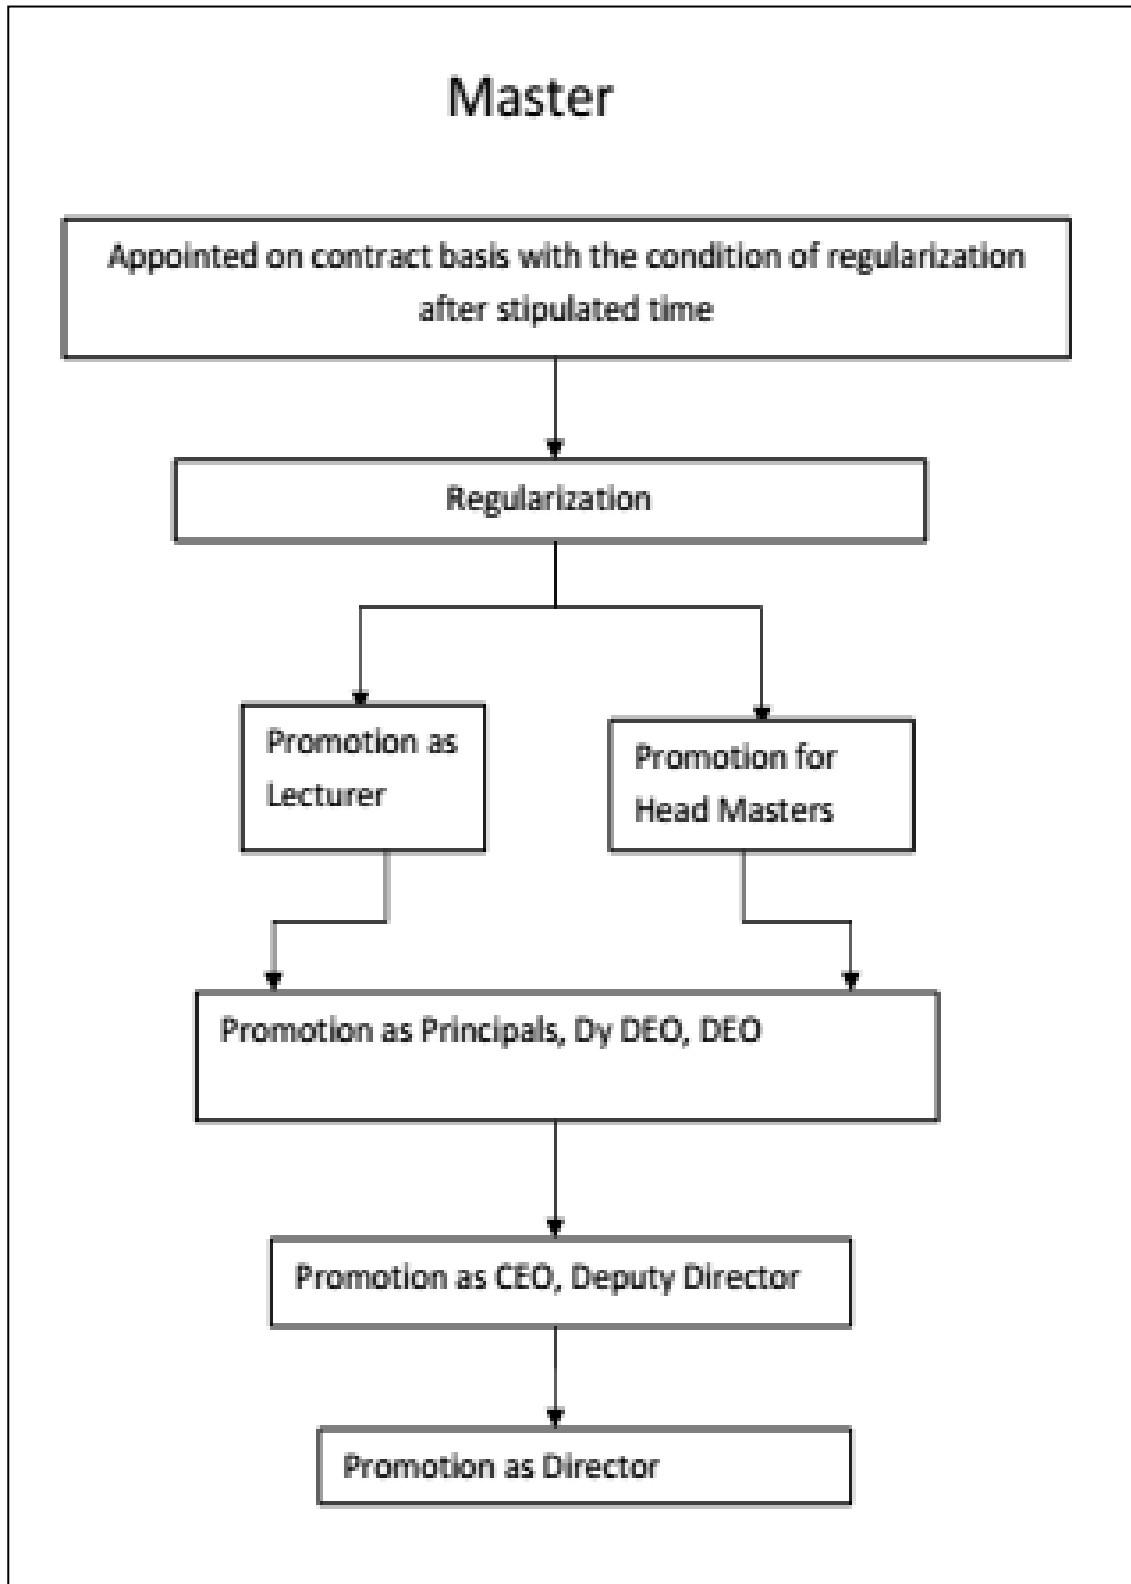 Master
Appointed on contract basis with the condition of regularization
after stipulated time
Regularization
Promotion as
Lecturer
Promotion for
Head Masters
Promotion as Principals, Dy DEO, DEO
Promotion as CEO, Deputy Director
Promotion as Director